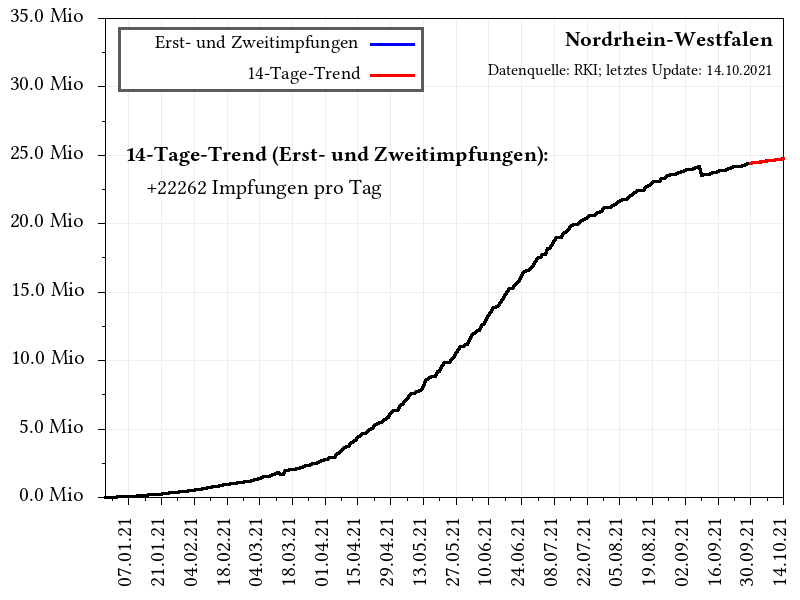 35.0 Mio
30.0 Mio
25.0 Mio
20.0 Mio
15.0 Mio
10.0 Mio
5.0 Mio
0.0 Mio
Erst- und Zweitimpfungen
14-Tage-Trend
Nordrhein-Westfalen
Datenquelle: RKI; letztes Update: 14.10.2021
14-Tage-Trend (Erst- und Zweitimpfungen):
+22262 Impfungen pro Tag
07.01.21
21.01.21
04.02.21
18.02.21
04.03.21
18.03.21
01.04.21
15.04.21
29.04.21
13.05.21
27.05.21
10.06.21
24.06.21
08.07.21
22.07.21
05.08.21
19.08.21
02.09.21
16.09.21
30.09.21
14.10.21